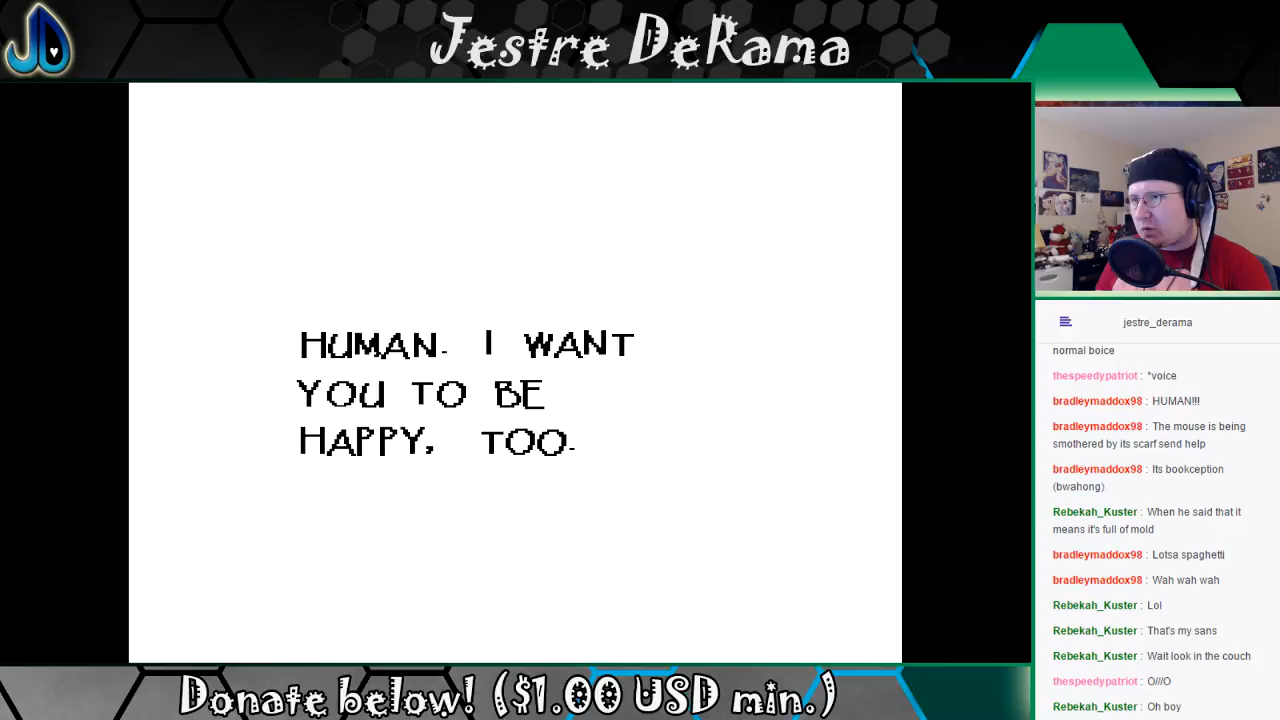 JD
Jestre DeRama
HUMAN. I WANT
YOU TO BE
HAPPY, TOO.
jestre_derama
normal boice
thespeedypatriot : *voice
bradleymaddox98 : HUMAN!!!
bradleymaddox98 : The mouse is being
smothered by its scarf send help
bradleymaddox98 : Its bookception
(bwahong)
Rebekah_Kuster : When he said that it
means it's full of mold
bradleymaddox98 : Lotsa spaghetti
bradleymaddox98 : Wah wah wah
Rebekah_Kuster : Lol
Rebekah_Kuster : That's my sans
Rebekah_Kuster : Wait look in the couch
thespeedypatriot : O///O
Rebekah_Kuster : Oh boy
Donate below! ($1.00 USD min.)